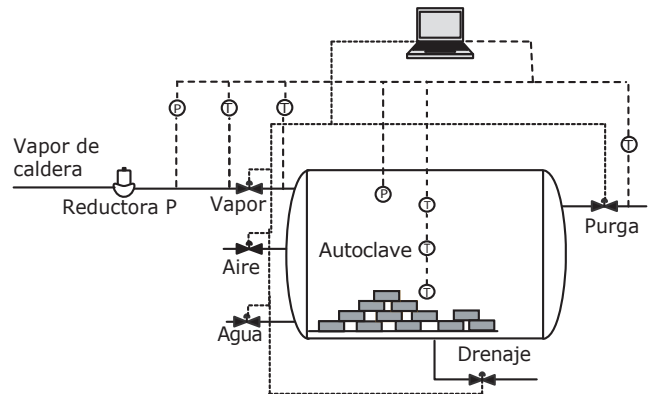 P
T
T
Vapor de
caldera
T
Reductora P
Vapor
P
T
Purga
Aire
Autoclave
T
T
Agua
Drenaje